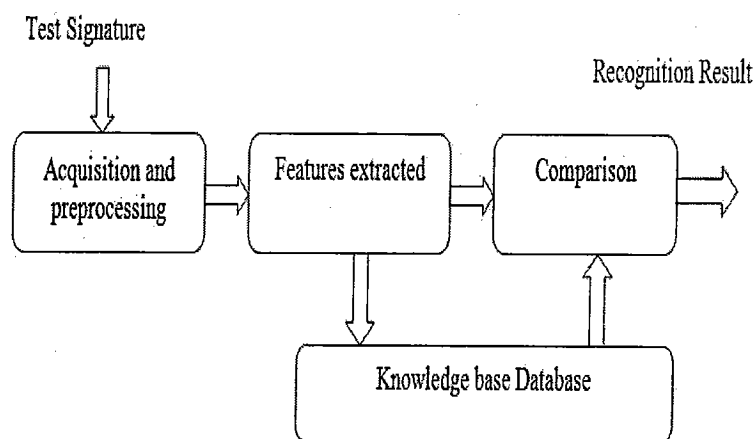 Test Signature
Recognition Result
Acquisition and
preprocessing
Features extracted
Comparison
Knowledge base Database